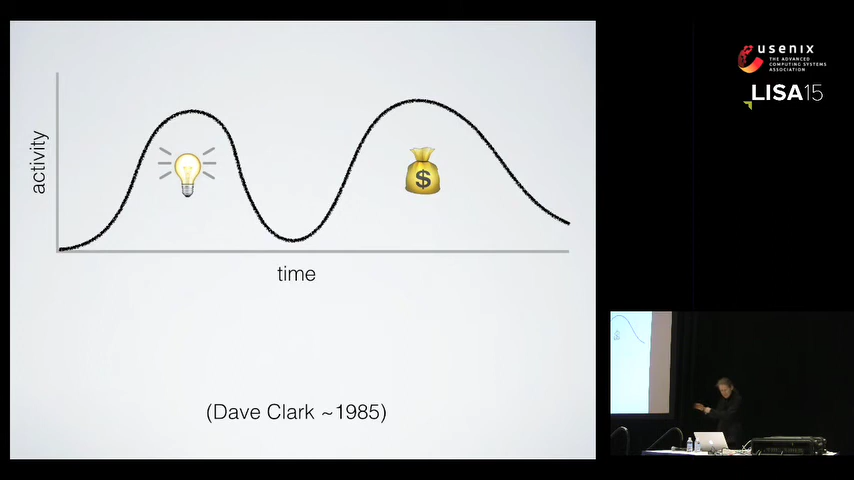 usenix
THE ADVANCED
COMPUTING SYSTEMS
ASSOCIATION
LISA15
activity
$
time
(Dave Clark ~1985)